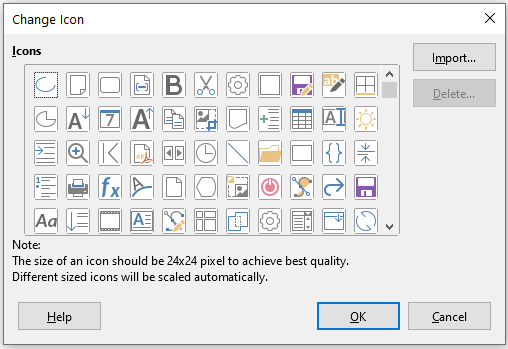 Change Icon
Icons
Import...
Delete...
Note:
The size of an icon should be 24x24 pixel to achieve best quality.
Different sized icons will be scaled automatically.
Help
OK
Cancel